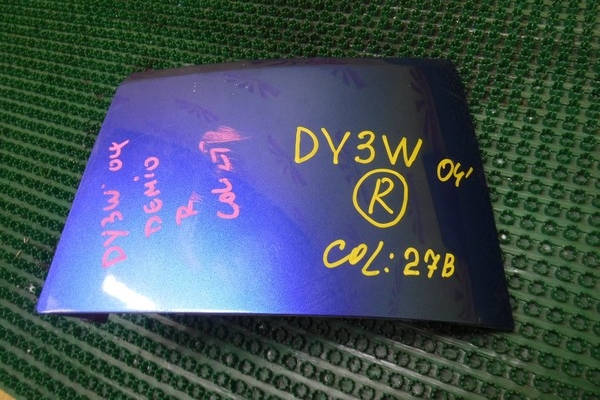 DY3W 04
DEMIO
R
COL 27B
DY3W 04'
R
COL: 27B